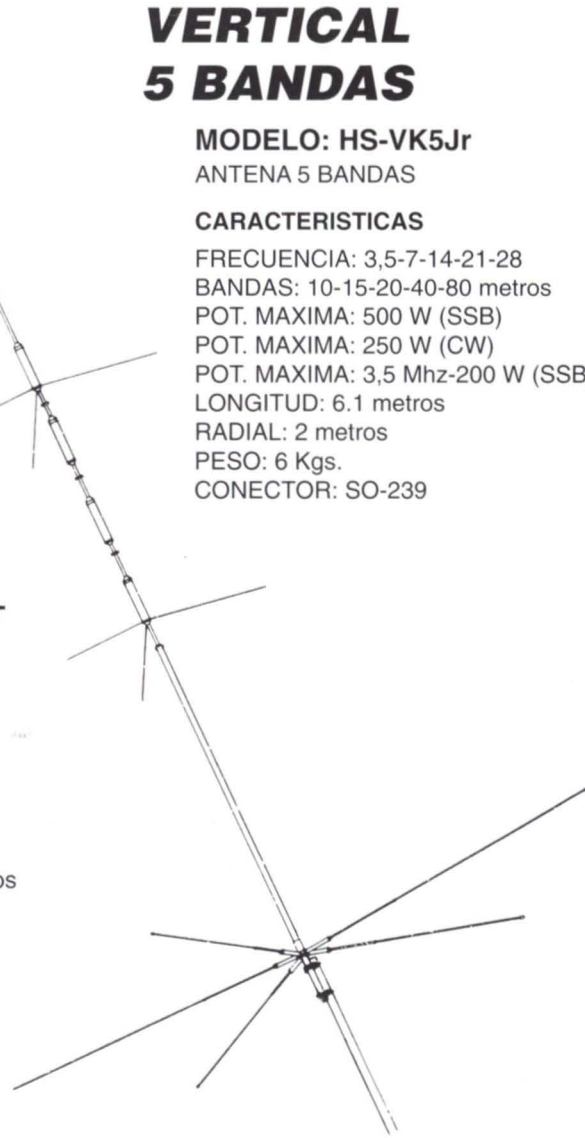 VERTICAL
5 BANDAS
MODELO: HS-VK5Jr
ANTENA 5 BANDAS
CARACTERISTICAS
FRECUENCIA: 3,5-7-14-21-28
BANDAS: 10-15-20-40-80 metros
POT. MAXIMA: 500 W (SSB)
POT. MAXIMA: 250 W (CW)
POT. MAXIMA: 3,5 Mhz-200 W (SSB
LONGITUD: 6.1 metros
RADIAL: 2 metros
PESO: 6 Kgs.
CONECTOR: SO-239
os